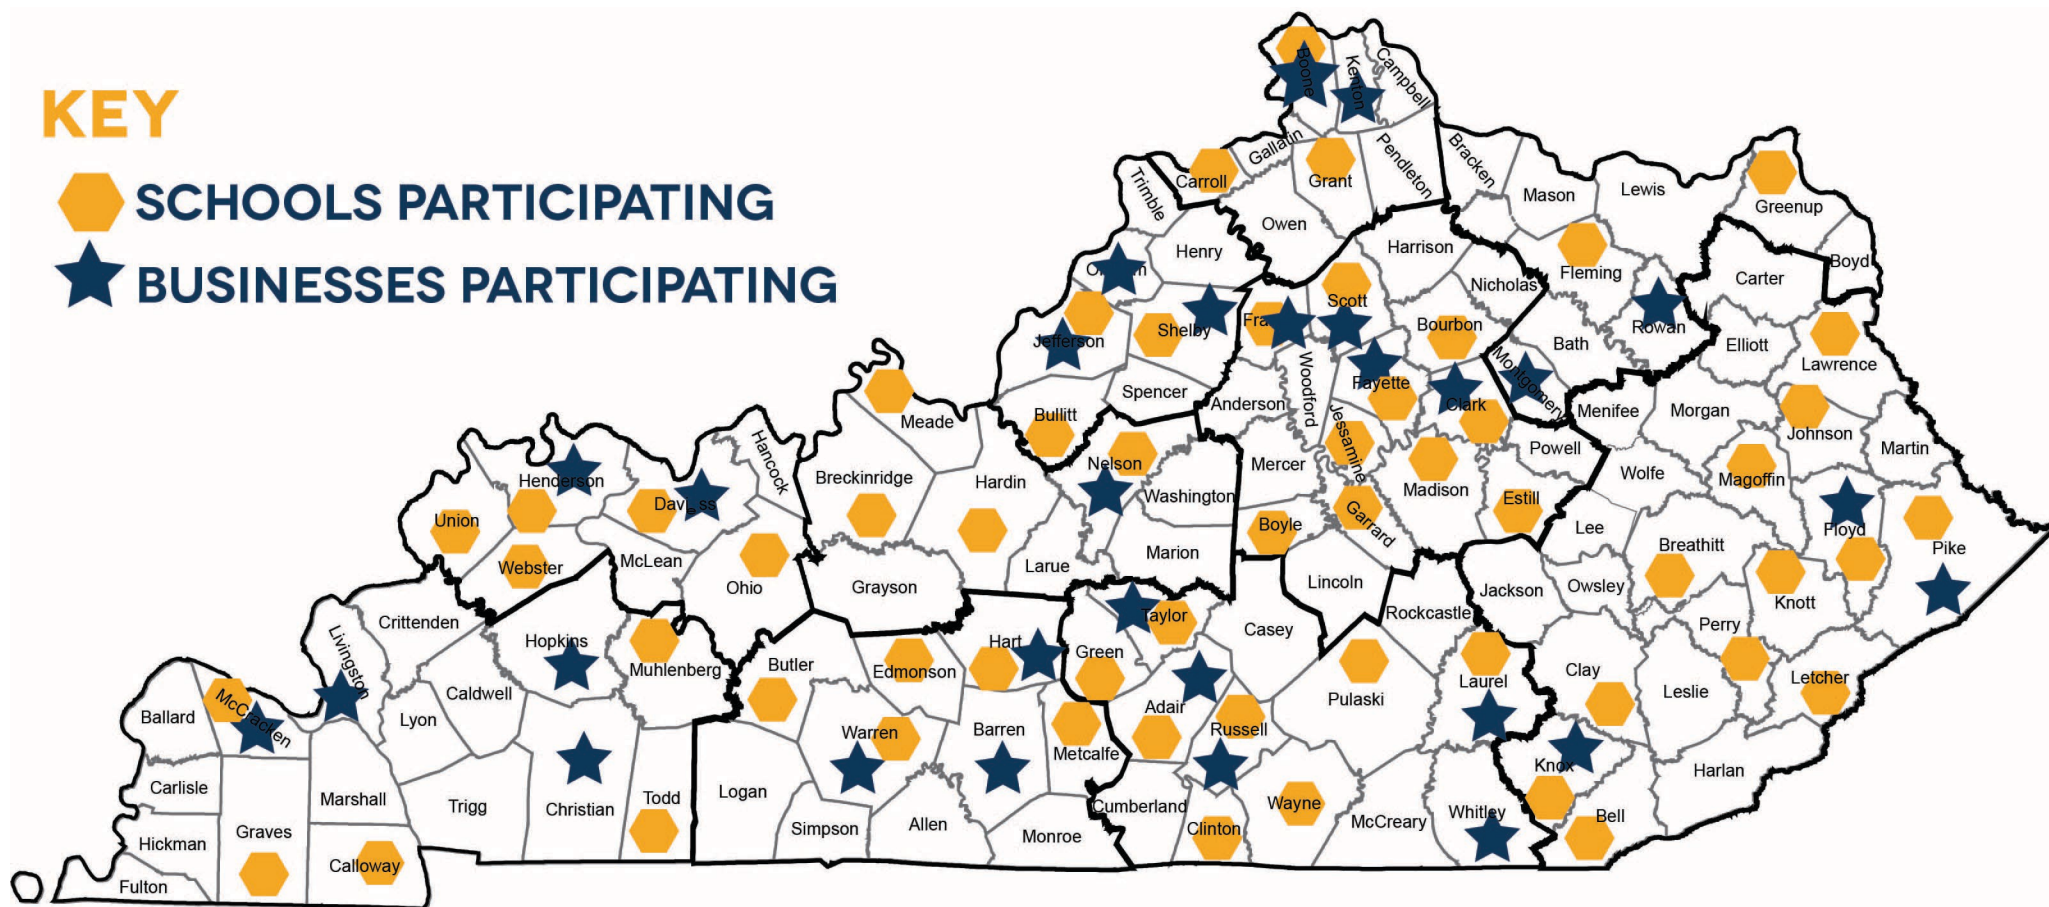 KEY
SCHOOLS PARTICIPATING
BUSINESSES PARTICIPATING
Boone
Kenton
Campbell
Gallatin
Carroll
Grant
Pendleton
Bracken
Mason
Lewis
Greenup
Trimble
Owen
Henry
Harrison
Fleming
Boyd
Carter
Nicholas
Scott
Shelby
Bourbon
Rowan
Jefferson
Bath
Elliott
Lawrence
Woodford
Fayette
Montgomery
Spencer
Anderson
Clark
Menifee
Morgan
Meade
Bullitt
Jessamine
Johnson
Martin
Powell
Hancock
Nelson
Mercer
Wolfe
Magoffin
Henderson
Breckinridge
Hardin
Washington
Madison
Estill
Union
Boyle
Garrard
Lee
Floyd
Pike
Marion
Breathitt
Webster
McLean
Ohio
Grayson
Larue
Lincoln
Jackson
Owsley
Knott
Crittenden
Rockcastle
Taylor
Casey
Perry
Livingston
Hopkins
Muhlenberg
Butler
Edmonson
Hart
Green
Laurel
Clay
Leslie
Letcher
Caldwell
Pulaski
Ballard
McCracken
Lyon
Warren
Barren
Metcalfe
Adair
Russell
Knox
Harlan
Carlisle
Marshall
Trigg
Christian
Todd
Logan
Cumberland
Wayne
Whitley
Bell
Hickman
Graves
Simpson
Allen
Monroe
Clinton
McCreary
Calloway
Fulton